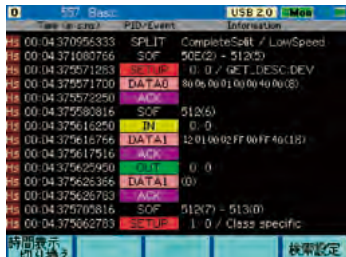 0 557 Basic USB 2.0 Mon
PID/Event Information
Hs 00:04.370956333 SPLIT CompleteSplit / LowSpeed
Hs 00:04.371080766 SOF 50E(2) - 512(5)
Hs 00:04.375571283 SETUP 0: 0 / GET_DESC:DEV
Hs 00:04.375571700 DATA0 80 06 00 01 00 00 40 00 (8)
Hs 00:04.375572250 ACK
Hs 00:04.375580816 SOF 512(6)
Hs 00:04.375616250 IN 0: 0
Hs 00:04.375616766 DATA1 12 01 00 02 FF 00 FF 40 (18)
Hs 00:04.375617516 ACK
Hs 00:04.375625950 OUT 0: 0
Hs 00:04.375626366 DATA1 (0)
Hs 00:04.375626783 ACK
Hs 00:04.375705816 SOF 512(7) - 513(0)
Hs 00:04.375862783 SETUP 1: 0 / Class specific
時間表示
切り換え 検索設定